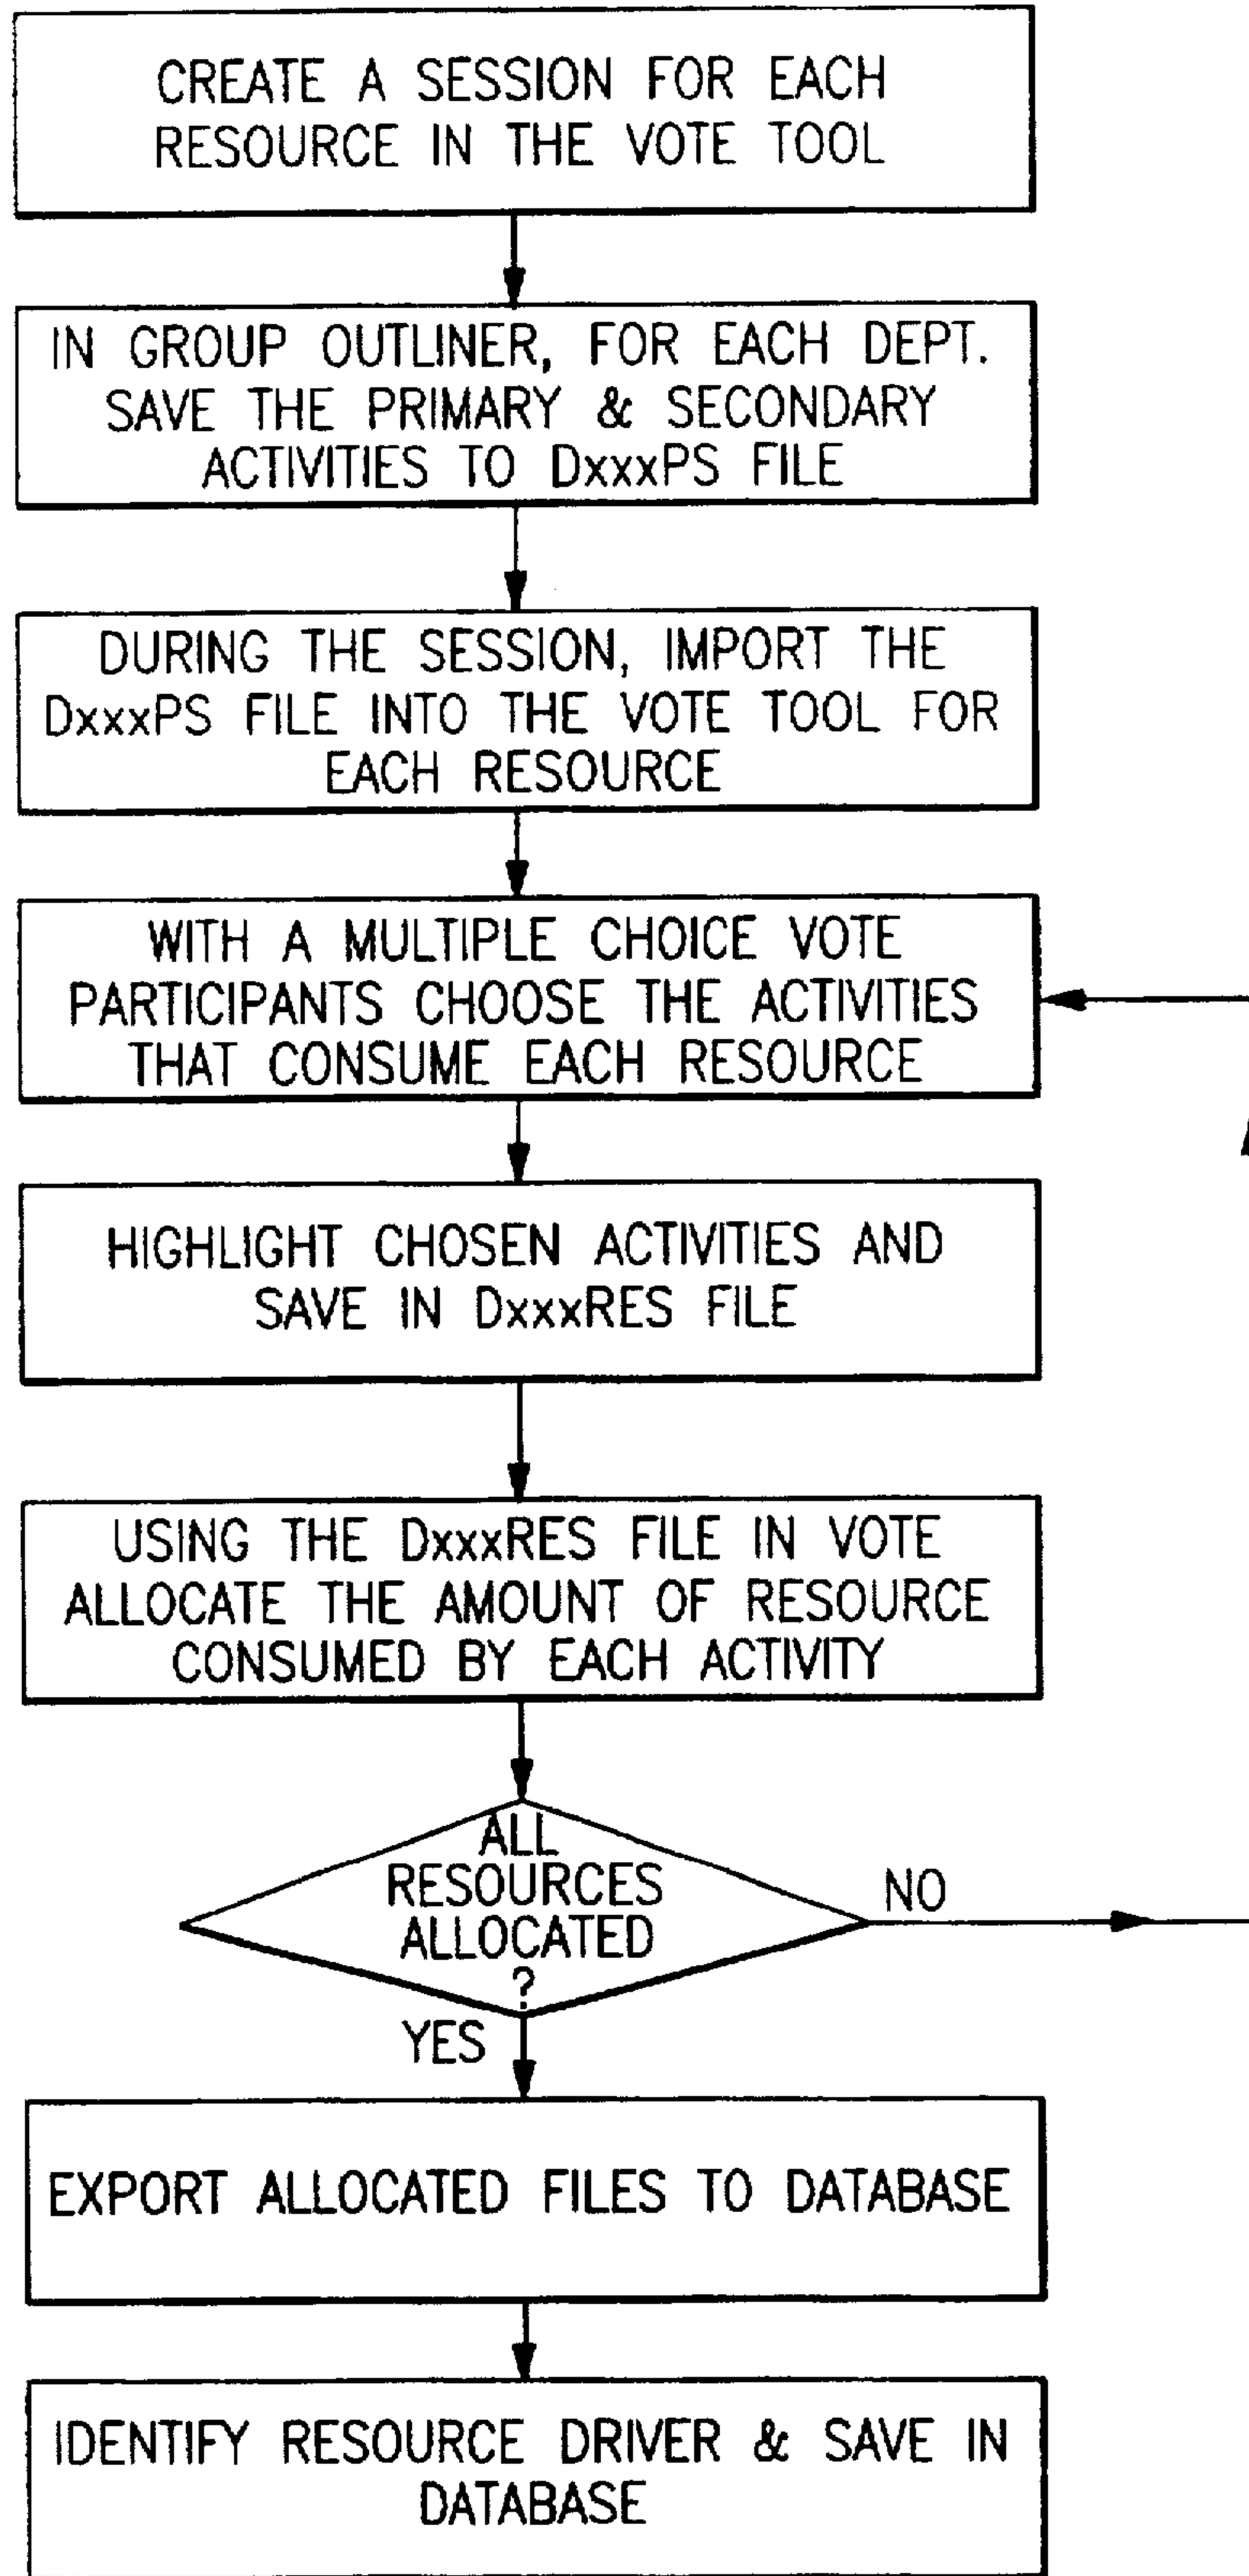 CREATE A SESSION FOR EACH
RESOURCE IN THE VOTE TOOL
IN GROUP OUTLINER, FOR EACH DEPT.
SAVE THE PRIMARY & SECONDARY
ACTIVITIES TO DxxxPS FILE
DURING THE SESSION, IMPORT THE
DxxxPS FILE INTO THE VOTE TOOL FOR
EACH RESOURCE
WITH A MULTIPLE CHOICE VOTE
PARTICIPANTS CHOOSE THE ACTIVITIES
THAT CONSUME EACH RESOURCE
HIGHLIGHT CHOSEN ACTIVITIES AND
SAVE IN DxxxRES FILE
USING THE DxxxRES FILE IN VOTE
ALLOCATE THE AMOUNT OF RESOURCE
CONSUMED BY EACH ACTIVITY
ALL
RESOURCES
ALLOCATED
?
NO
YES
EXPORT ALLOCATED FILES TO DATABASE
IDENTIFY RESOURCE DRIVER & SAVE IN
DATABASE